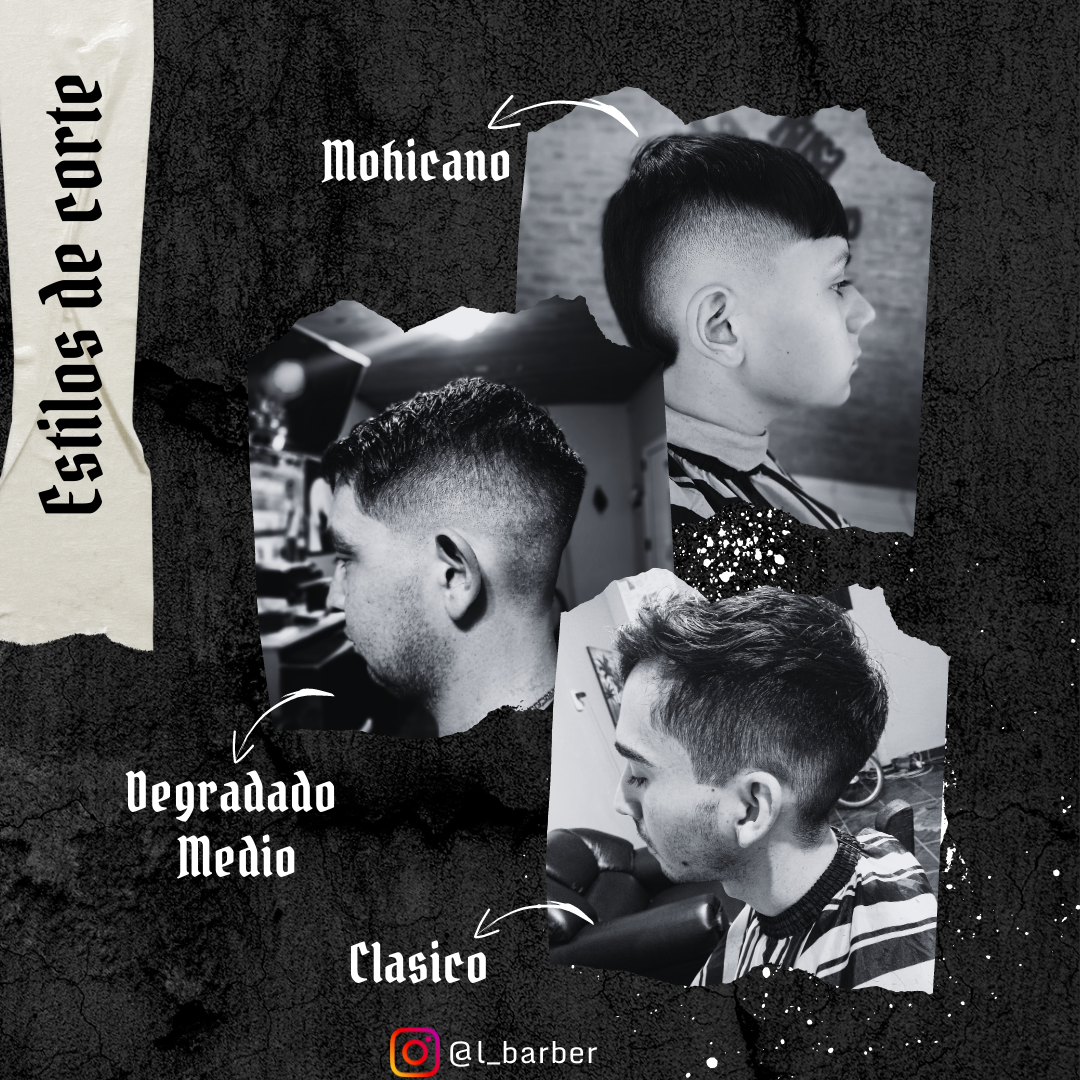 Estilos de corte
Mohicano
Degradado
Medio
Clasico
@l_barber